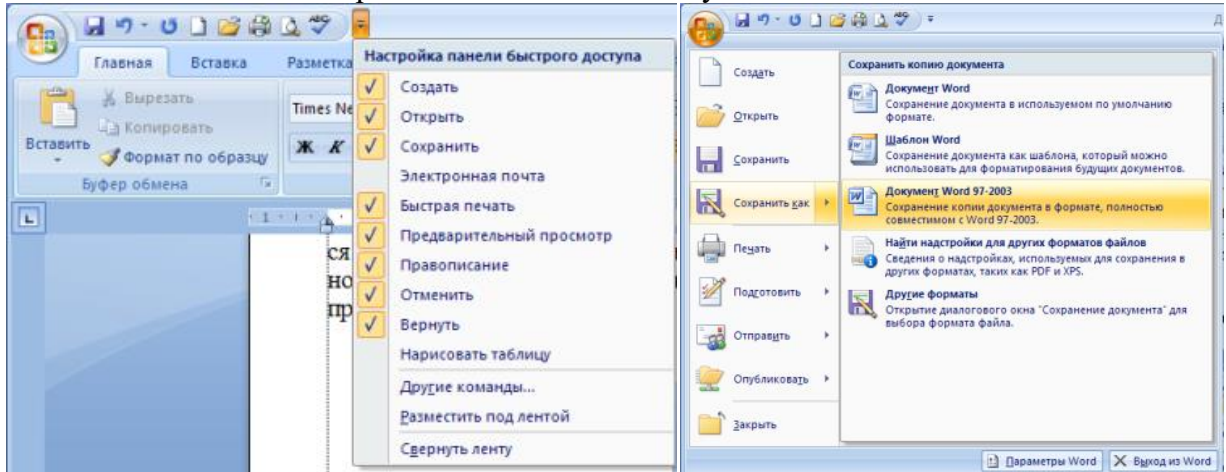 Главная Вставка Разметка
Вставить
Вырезать
Копировать
Формат по образцу
Буфер обмена
Times Ne
Ж К
Настройка панели быстрого доступа
Создать
Открыть
Сохранить
Электронная почта
Быстрая печать
Предварительный просмотр
Правописание
Отменить
Вернуть
Нарисовать таблицу
Другие команды...
Разместить под лентой
Свернуть ленту
1
ся
но
пр
Создать
Открыть
Сохранить
Сохранить как
Печать
Подготовить
Отправить
Опубликовать
Закрыть
Сохранить копию документа
Документ Word
Сохранение документа в используемом по умолчанию
формате.
Шаблон Word
Сохранение документа как шаблона, который можно
использовать для форматирования будущих документов.
Документ Word 97-2003
Сохранение копии документа в формате, полностью
совместимом с Word 97-2003.
Найти надстройки для других форматов файлов
Сведения о надстройках, используемых для сохранения в
других форматах, таких как PDF и XPS.
Другие форматы
Открытие диалогового окна "Сохранение документа" для
выбора формата файла.
Параметры Word Выход из Word